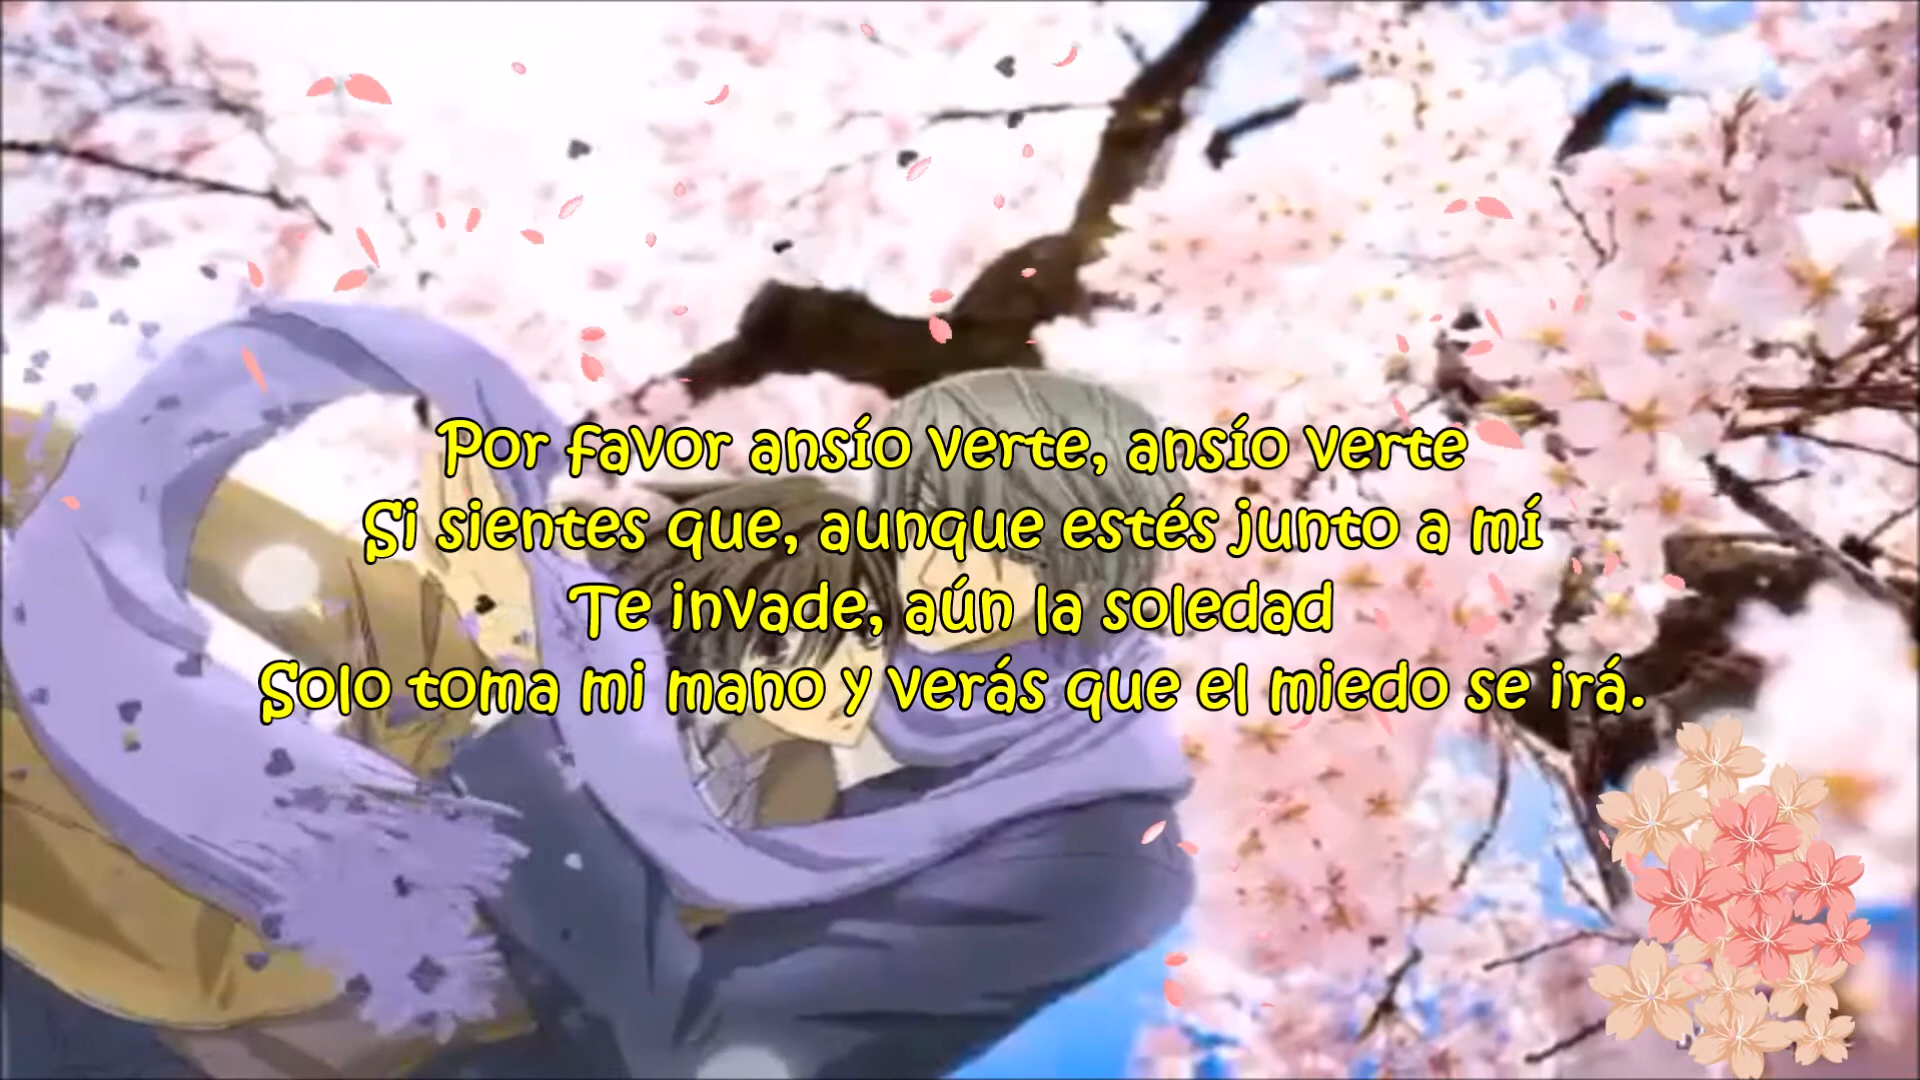 Por favor ansío verte, ansío verte
Si sientes que, aunque estés junto a mí
Te invade, aún la soledad
Solo toma mi mano y verás que el miedo se irá.